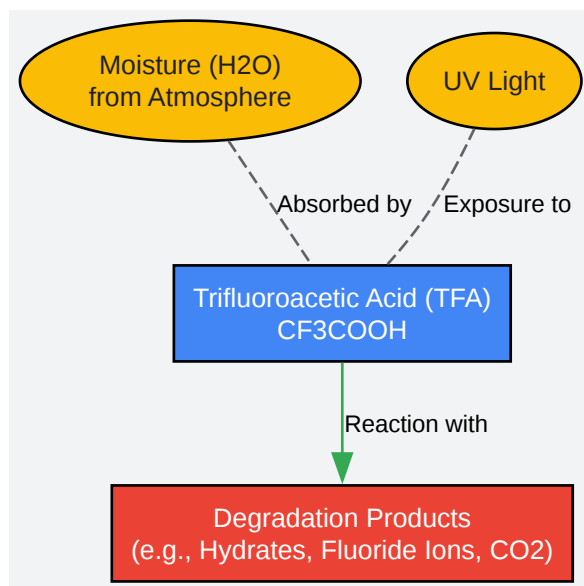 Moisture (H2O)
from Atmosphere
UV Light
Absorbed by
Exposure to
Trifluoroacetic Acid (TFA)
CF3COOH
Reaction with
Degradation Products
(e.g., Hydrates, Fluoride Ions, CO2)